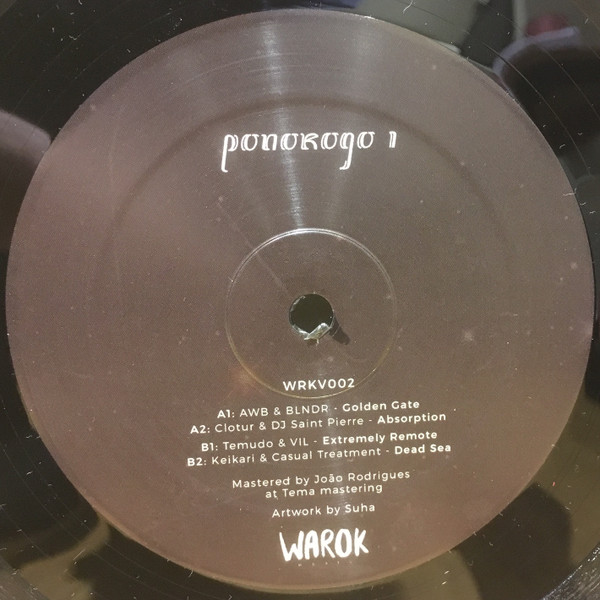 ponorogo 1
WRKV002
A1: AWB & BLNDR - Golden Gate
A2: Clotur & DJ Saint Pierre - Absorption
B1: Temudo & VIL - Extremely Remote
B2: Keikari & Casual Treatment - Dead Sea
Mastered by João Rodrigues
at Tema mastering
Artwork by Suha
WAROK